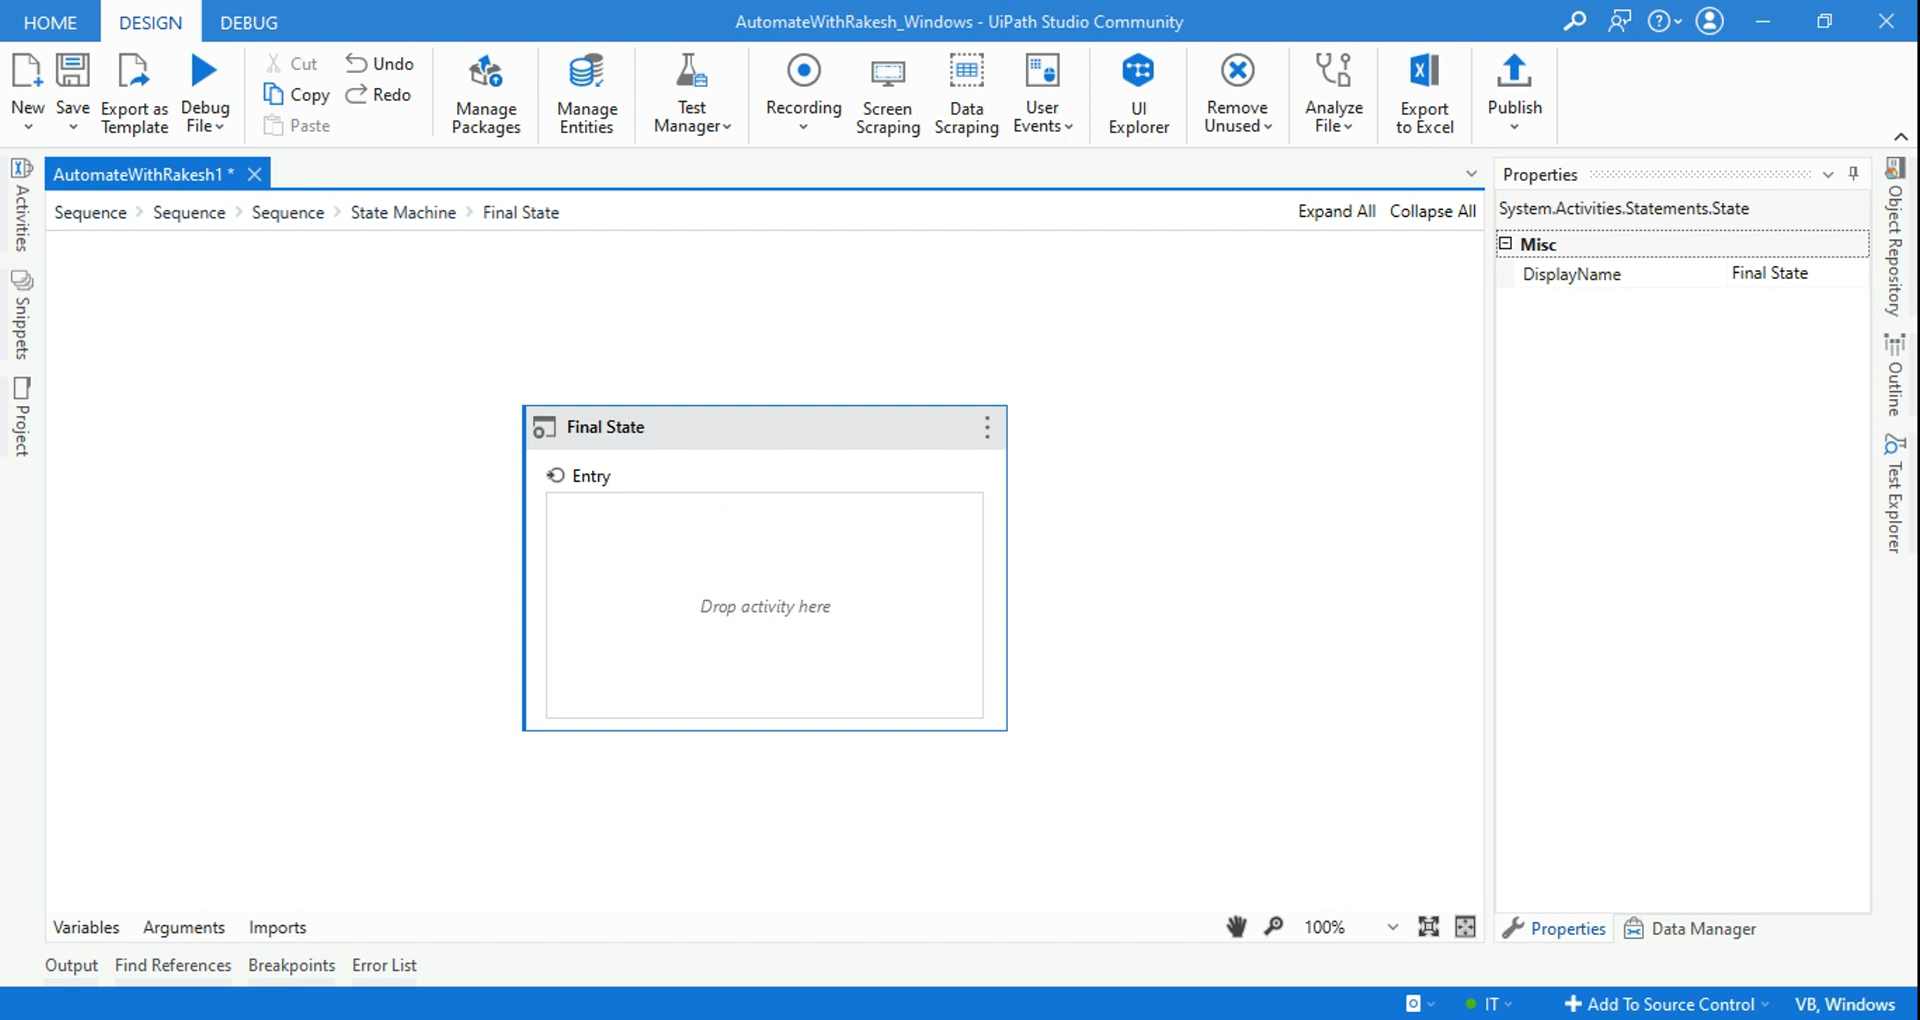 HOME DESIGN DEBUG AutomateWithRakesh_Windows - UiPath Studio Community
New Save Export as Template Debug File
Cut Copy Paste Undo Redo
Manage Packages
Manage Entities
Test Manager
Recording
Screen Scraping
Data Scraping
User Events
UI Explorer
Remove Unused
Analyze File
Export to Excel
Publish
Activities
Snippets
Project
AutomateWithRakesh1 *
Sequence Sequence Sequence State Machine Final State Expand All Collapse All
Final State
Entry
Drop activity here
Variables Arguments Imports 100%
Properties
System.Activities.Statements.State
Misc
DisplayName Final State
Properties Data Manager
Object Repository
Outline
Test Explorer
Output Find References Breakpoints Error List
IT Add To Source Control VB, Windows